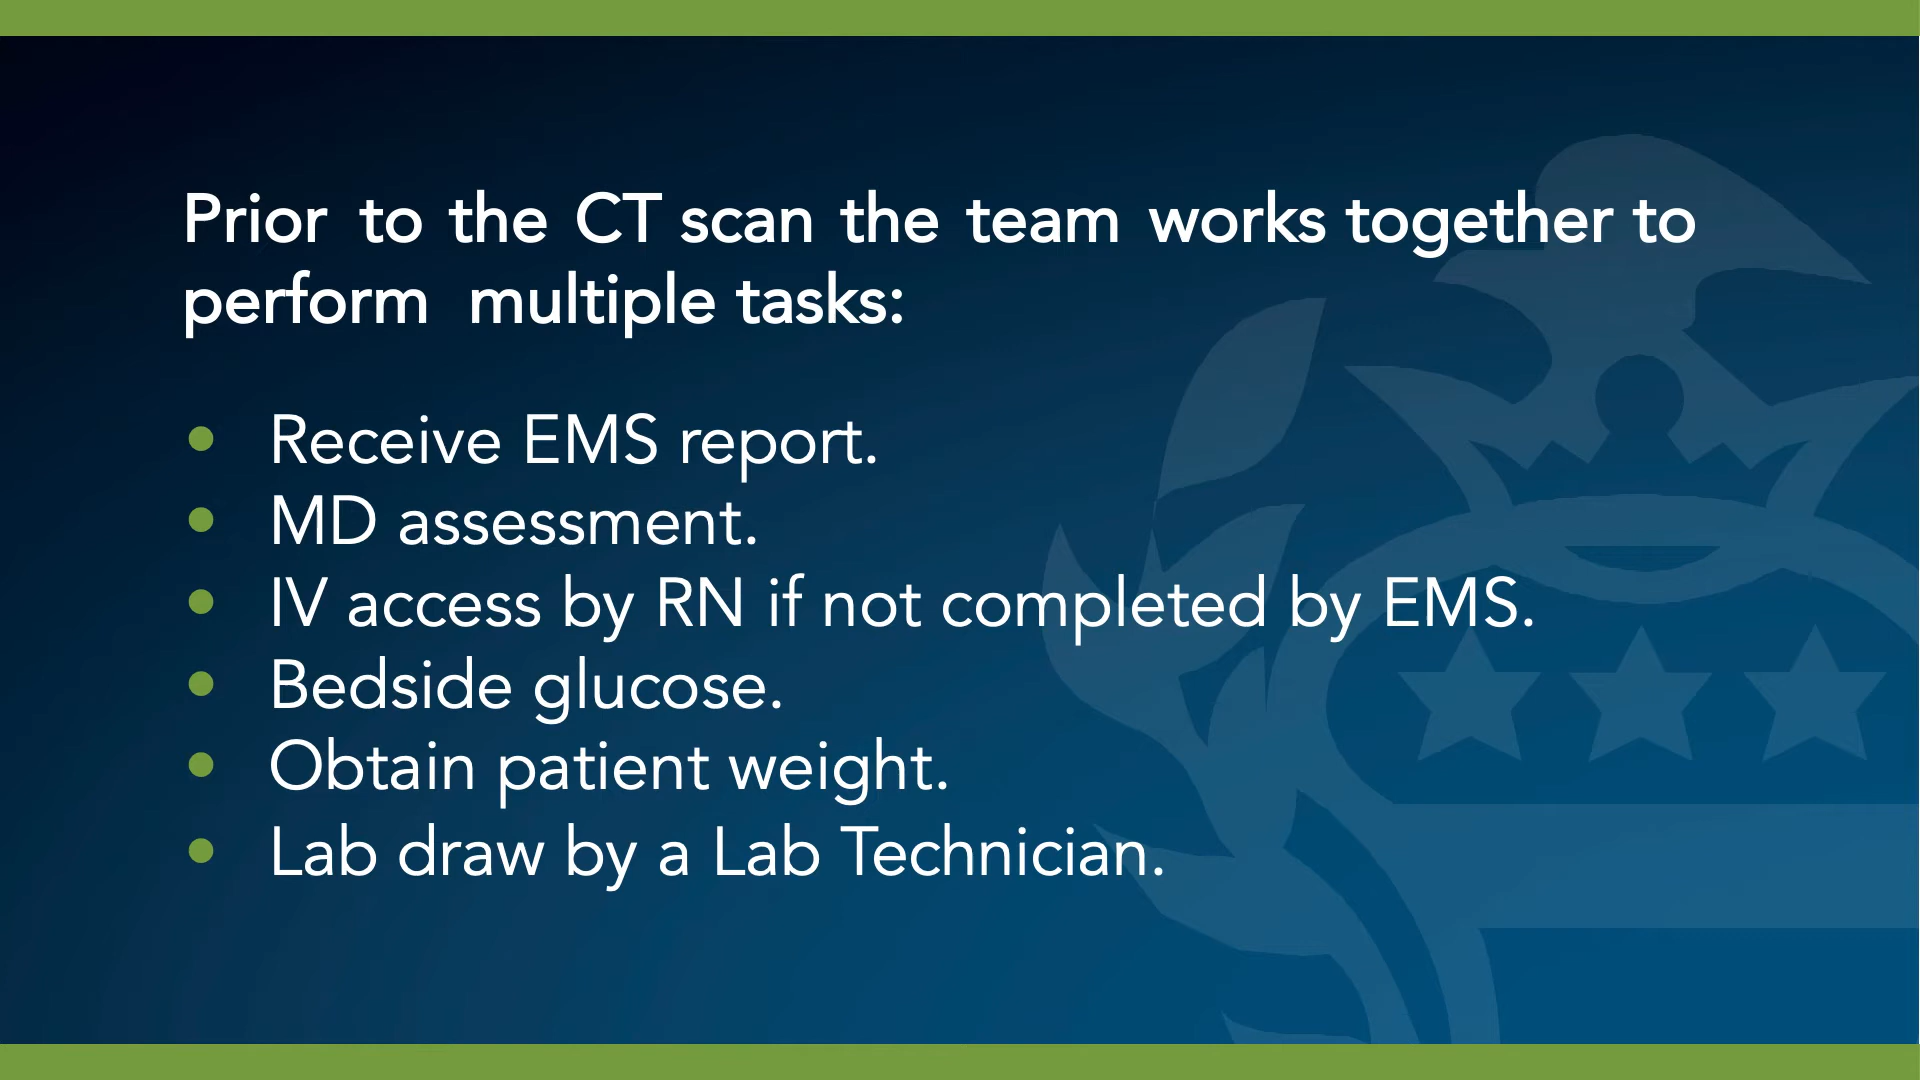 Prior to the CT scan the team works together to
perform multiple tasks:
• Receive EMS report.
• MD assessment.
• IV access by RN if not completed by EMS.
• Bedside glucose.
• Obtain patient weight.
• Lab draw by a Lab Technician.